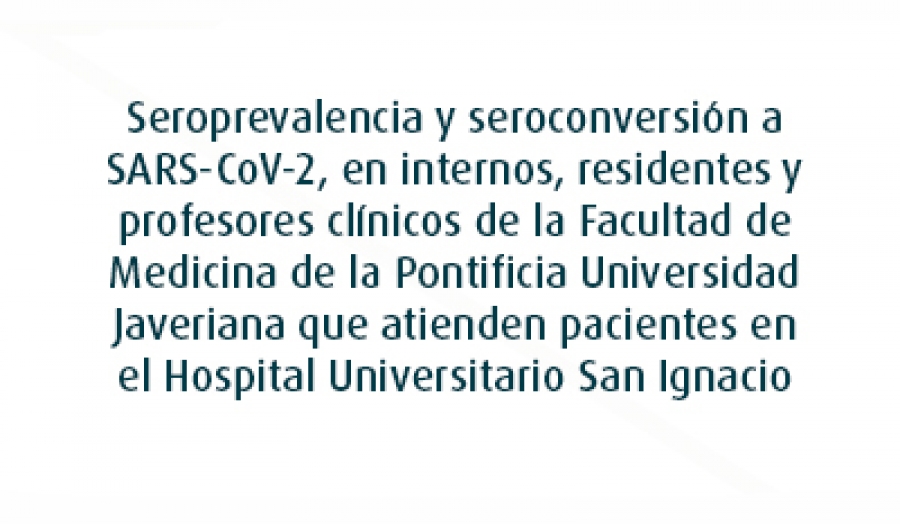 Seroprevalencia y seroconversión a
SARS-CoV-2, en internos, residentes y
profesores clínicos de la Facultad de
Medicina de la Pontificia Universidad
Javeriana que atienden pacientes en
el Hospital Universitario San Ignacio